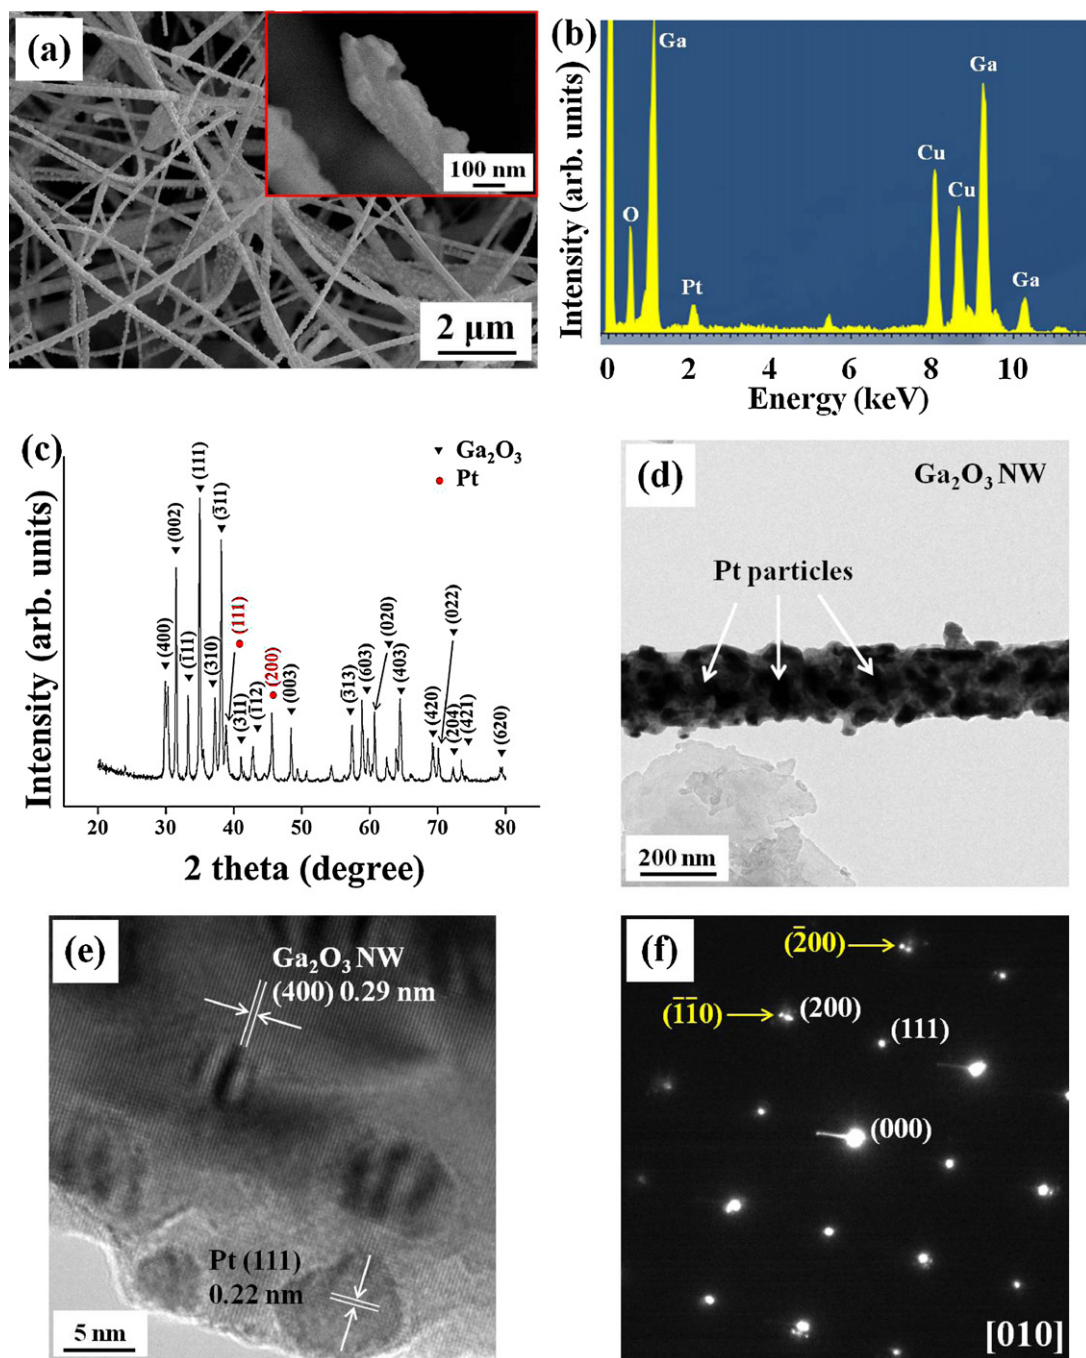 (a)
100 nm
2 μm
(b)
Intensity (arb. units)
Ga
O
Pt
Cu
Cu
Ga
Ga
0 2 4 6 8 10
Energy (keV)
(c)
Intensity (arb. units)
▼ Ga₂O₃
● Pt
(400)
(002)
(1̅11)
(111)
(310)
(3̅11)
(111)
(311)
(1̅12)
(200)
(003)
(3̅13)
(603)
(020)
(403)
(420)
(022)
(204)
(421)
(620)
20 30 40 50 60 70 80
2 theta (degree)
(d)
Ga₂O₃ NW
Pt particles
200 nm
(e)
Ga₂O₃ NW
(400) 0.29 nm
Pt (111)
0.22 nm
5 nm
(f)
(2̅00)
(1̅1̅0)
(200)
(111)
(000)
[010]